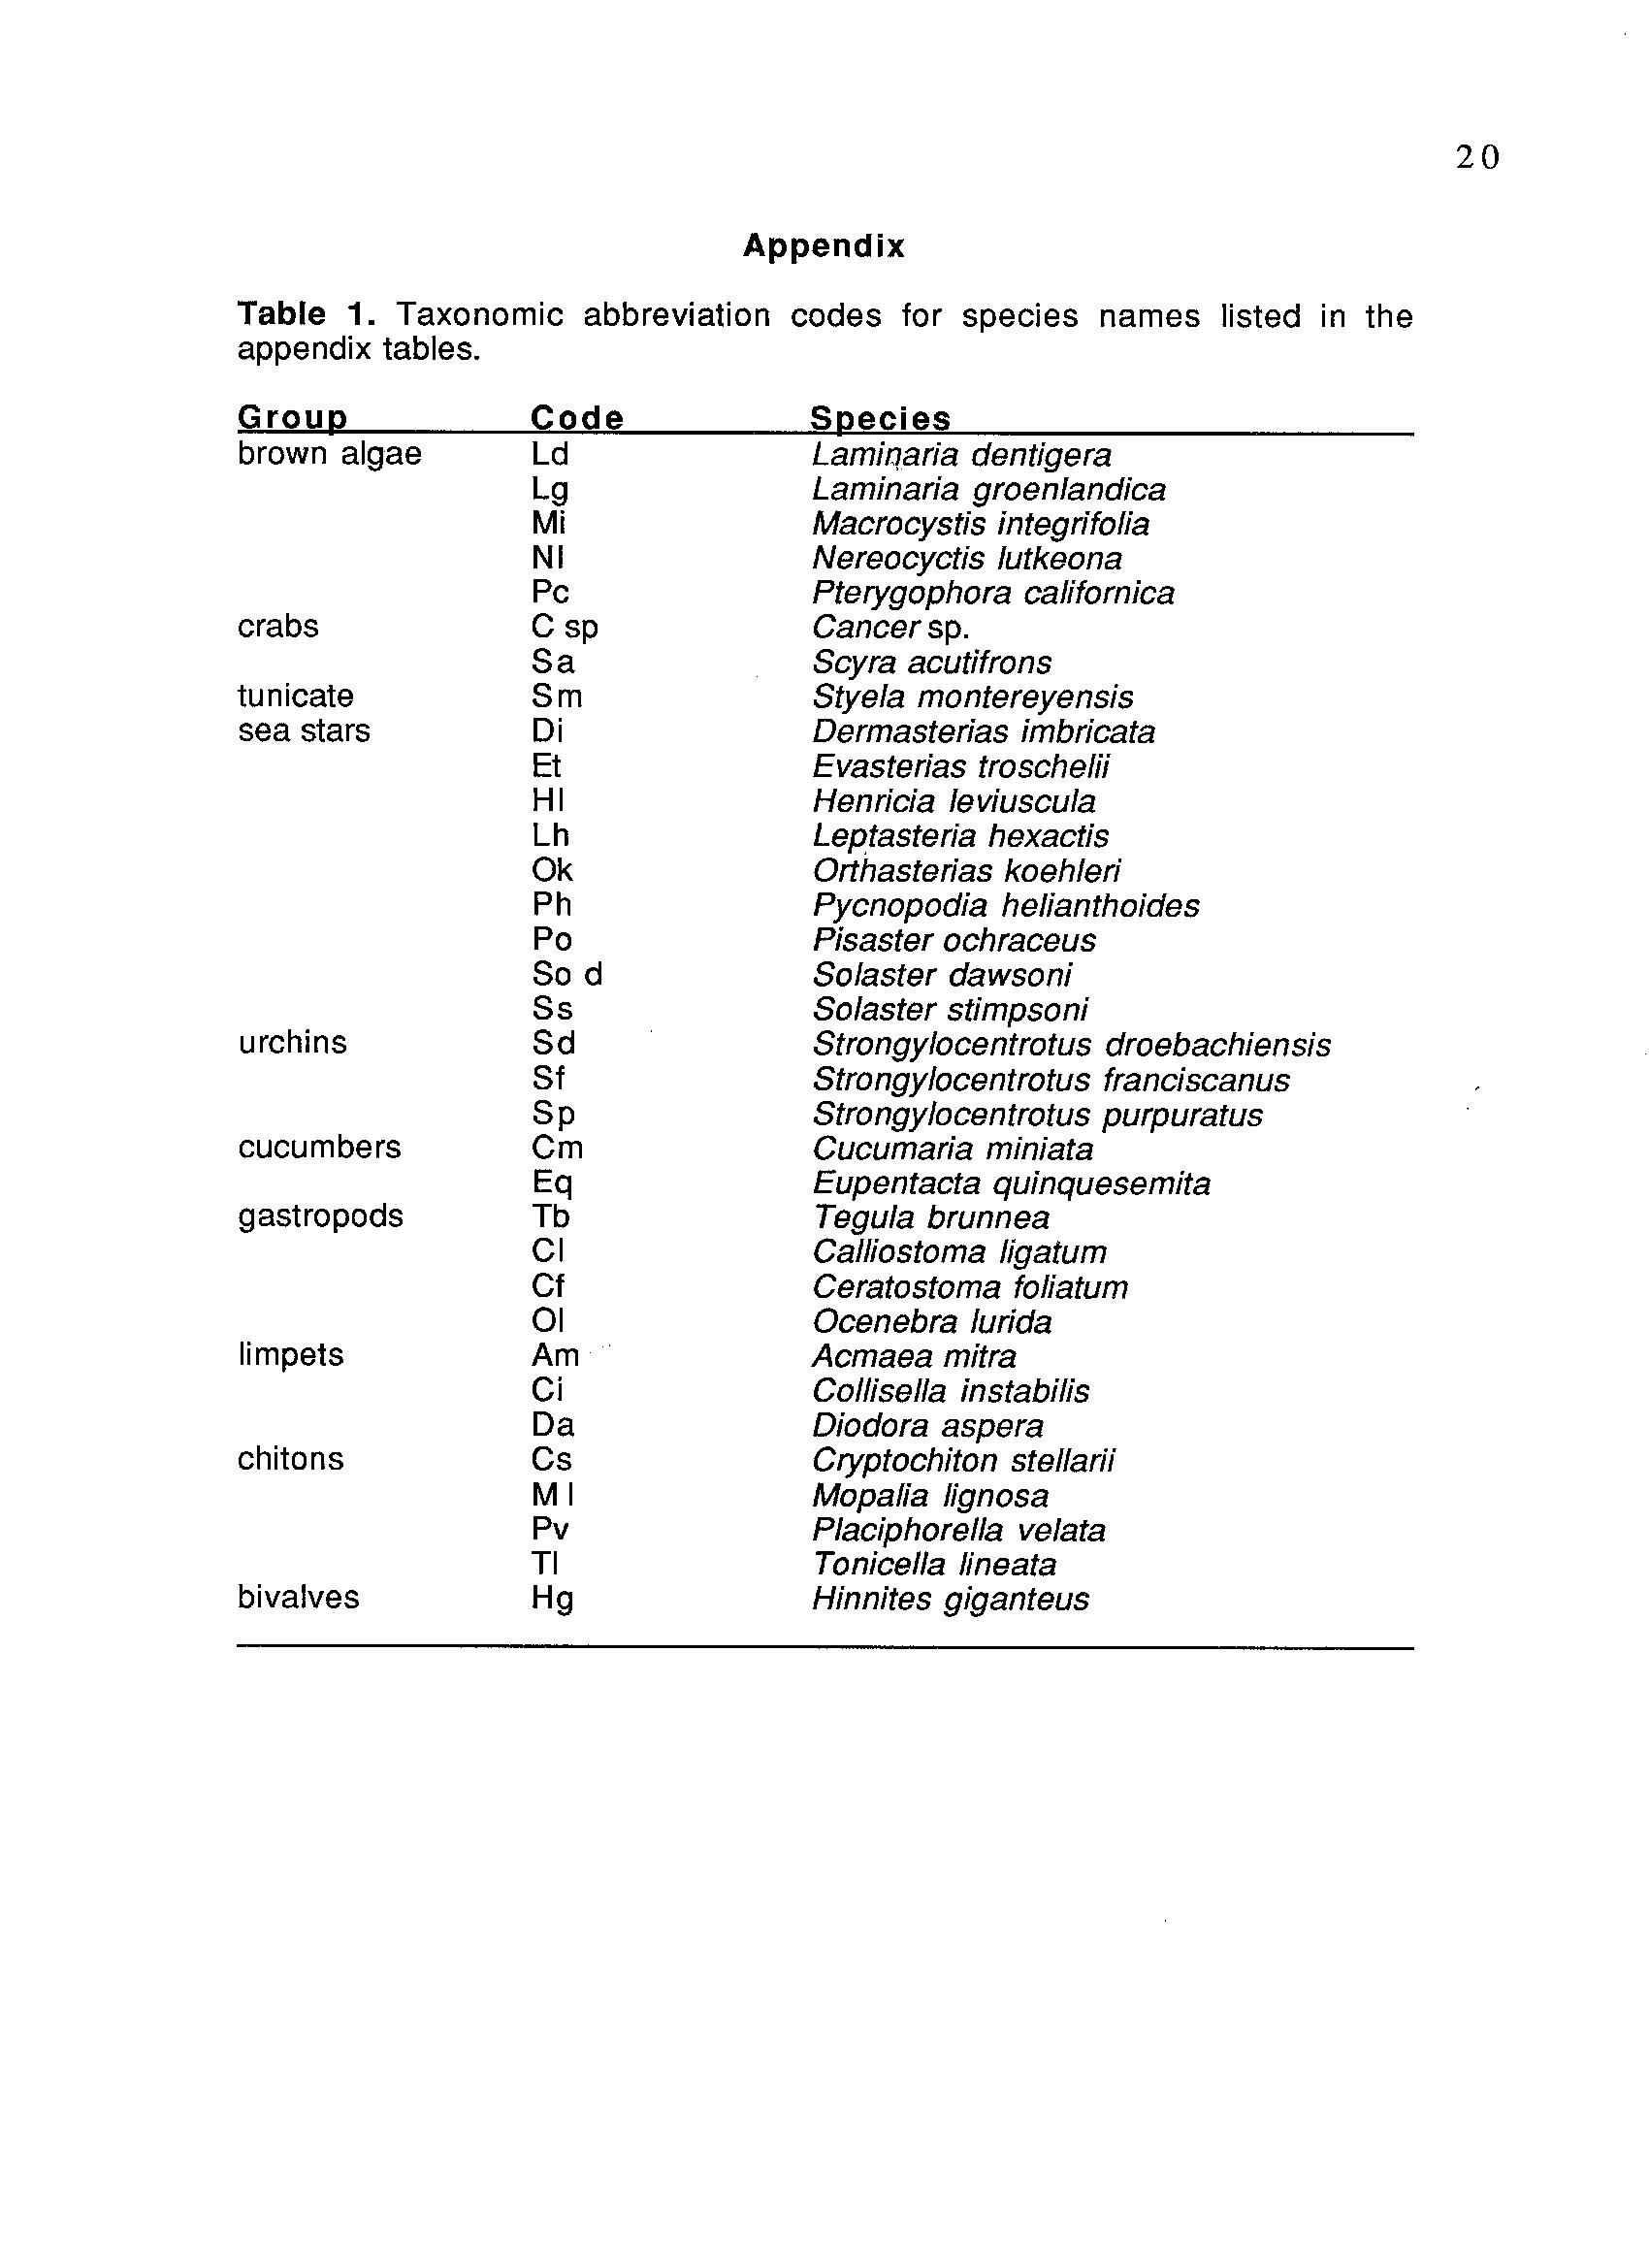 20
Appendix
Table 1. Taxonomic abbreviation codes for species names listed in the
appendix tables.
Group Code Species
brown algae Ld Laminaria dentigera
Lg Laminaria groenlandica
Mi Macrocystis integrifolia
Nl Nereocyctis lutkeona
Pc Pterygophora californica
crabs C sp Cancer sp.
Sa Scyra acutifrons
tunicate Sm Styela montereyensis
sea stars Di Dermasterias imbricata
Et Evasterias troschelii
Hl Henricia leviuscula
Lh Leptasteria hexactis
Ok Orthasterias koehleri
Ph Pycnopodia helianthoides
Po Pisaster ochraceus
So d Solaster dawsoni
Ss Solaster stimpsoni
urchins Sd Strongylocentrotus droebachiensis
Sf Strongylocentrotus franciscanus
Sp Strongylocentrotus purpuratus
cucumbers Cm Cucumaria miniata
Eq Eupentacta quinquesemita
gastropods Tb Tegula brunnea
Cl Calliostoma ligatum
Cf Ceratostoma foliatum
Ol Ocenebra lurida
limpets Am Acmaea mitra
Ci Collisella instabilis
Da Diodora aspera
chitons Cs Cryptochiton stellarii
Ml Mopalia lignosa
Pv Placiphorella velata
Tl Tonicella lineata
bivalves Hg Hinnites giganteus